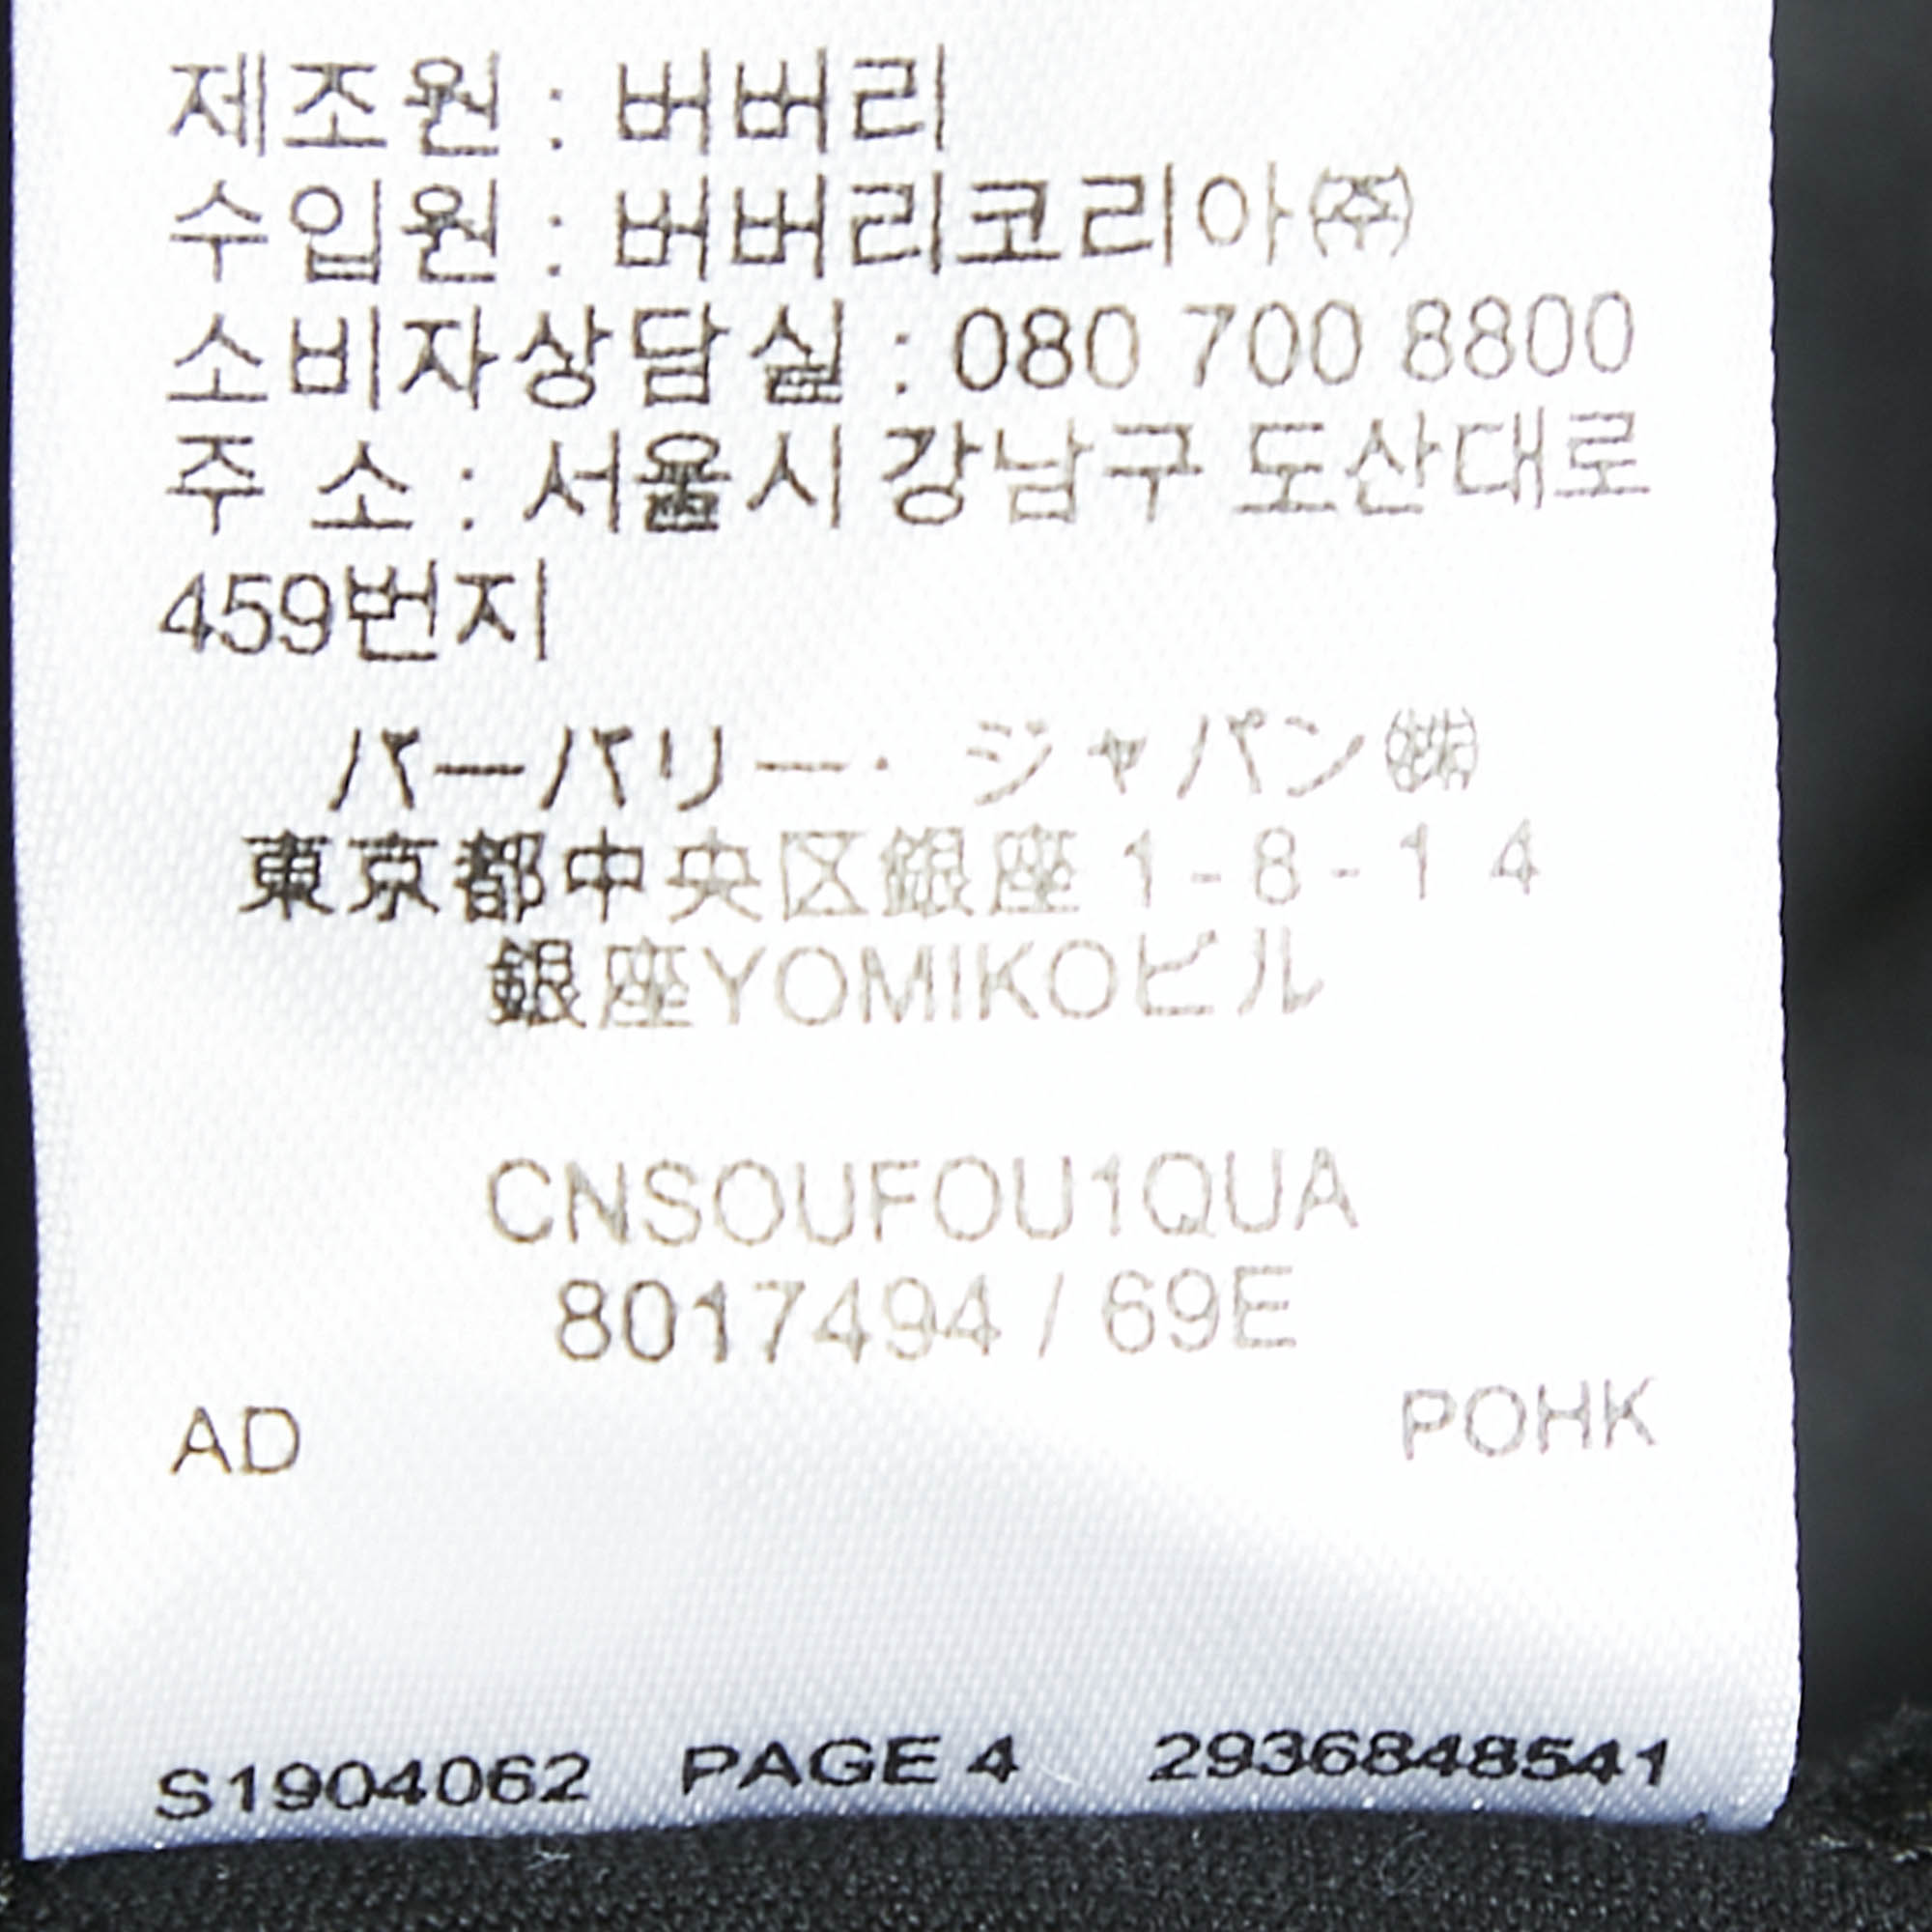 제조원 : 버버리
수입원 : 버버리코리아㈜
소비자상담실 : 080 700 8800
주 소 : 서울시 강남구 도산대로
459번지
バーバリー・ ジャパン㈱
東京都中央区銀座1-8-14
銀座YOMIKOビル
CNSOUFOU1QUA
8017494 / 69E
AD POHK
S1904062 PAGE 4 2936848541